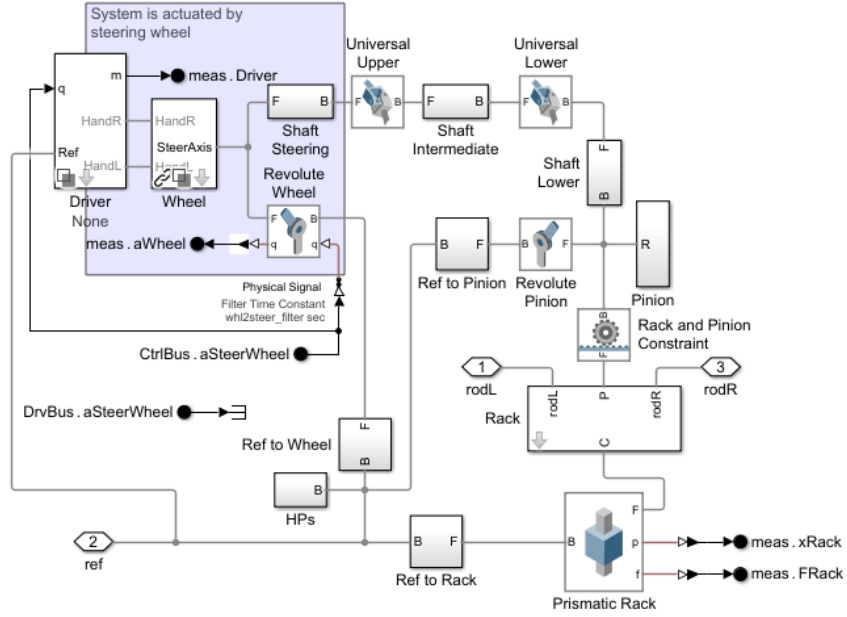 System is actuated by
steering wheel
q
m
meas . Driver
HandR
HandR
Ref
SteerAxis
HandL
HandL
Driver
None
Wheel
F
B
Shaft
Steering
Universal
Upper
F
B
F
B
Shaft
Intermediate
Universal
Lower
F
B
F
B
Shaft
Lower
Revolute
Wheel
F
B
q
q
meas . aWheel
Physical Signal
Filter Time Constant
whl2steer_filter sec
CtrlBus . aSteerWheel
DrvBus . aSteerWheel
B
F
Ref to Pinion
B
F
Revolute
Pinion
R
Pinion
B
F
Rack and Pinion
Constraint
1
rodL
3
rodR
rodL
P
rodR
C
Rack
F
B
Ref to Wheel
B
HPs
2
ref
B
F
Ref to Rack
B
F
p
f
Prismatic Rack
meas . xRack
meas . FRack